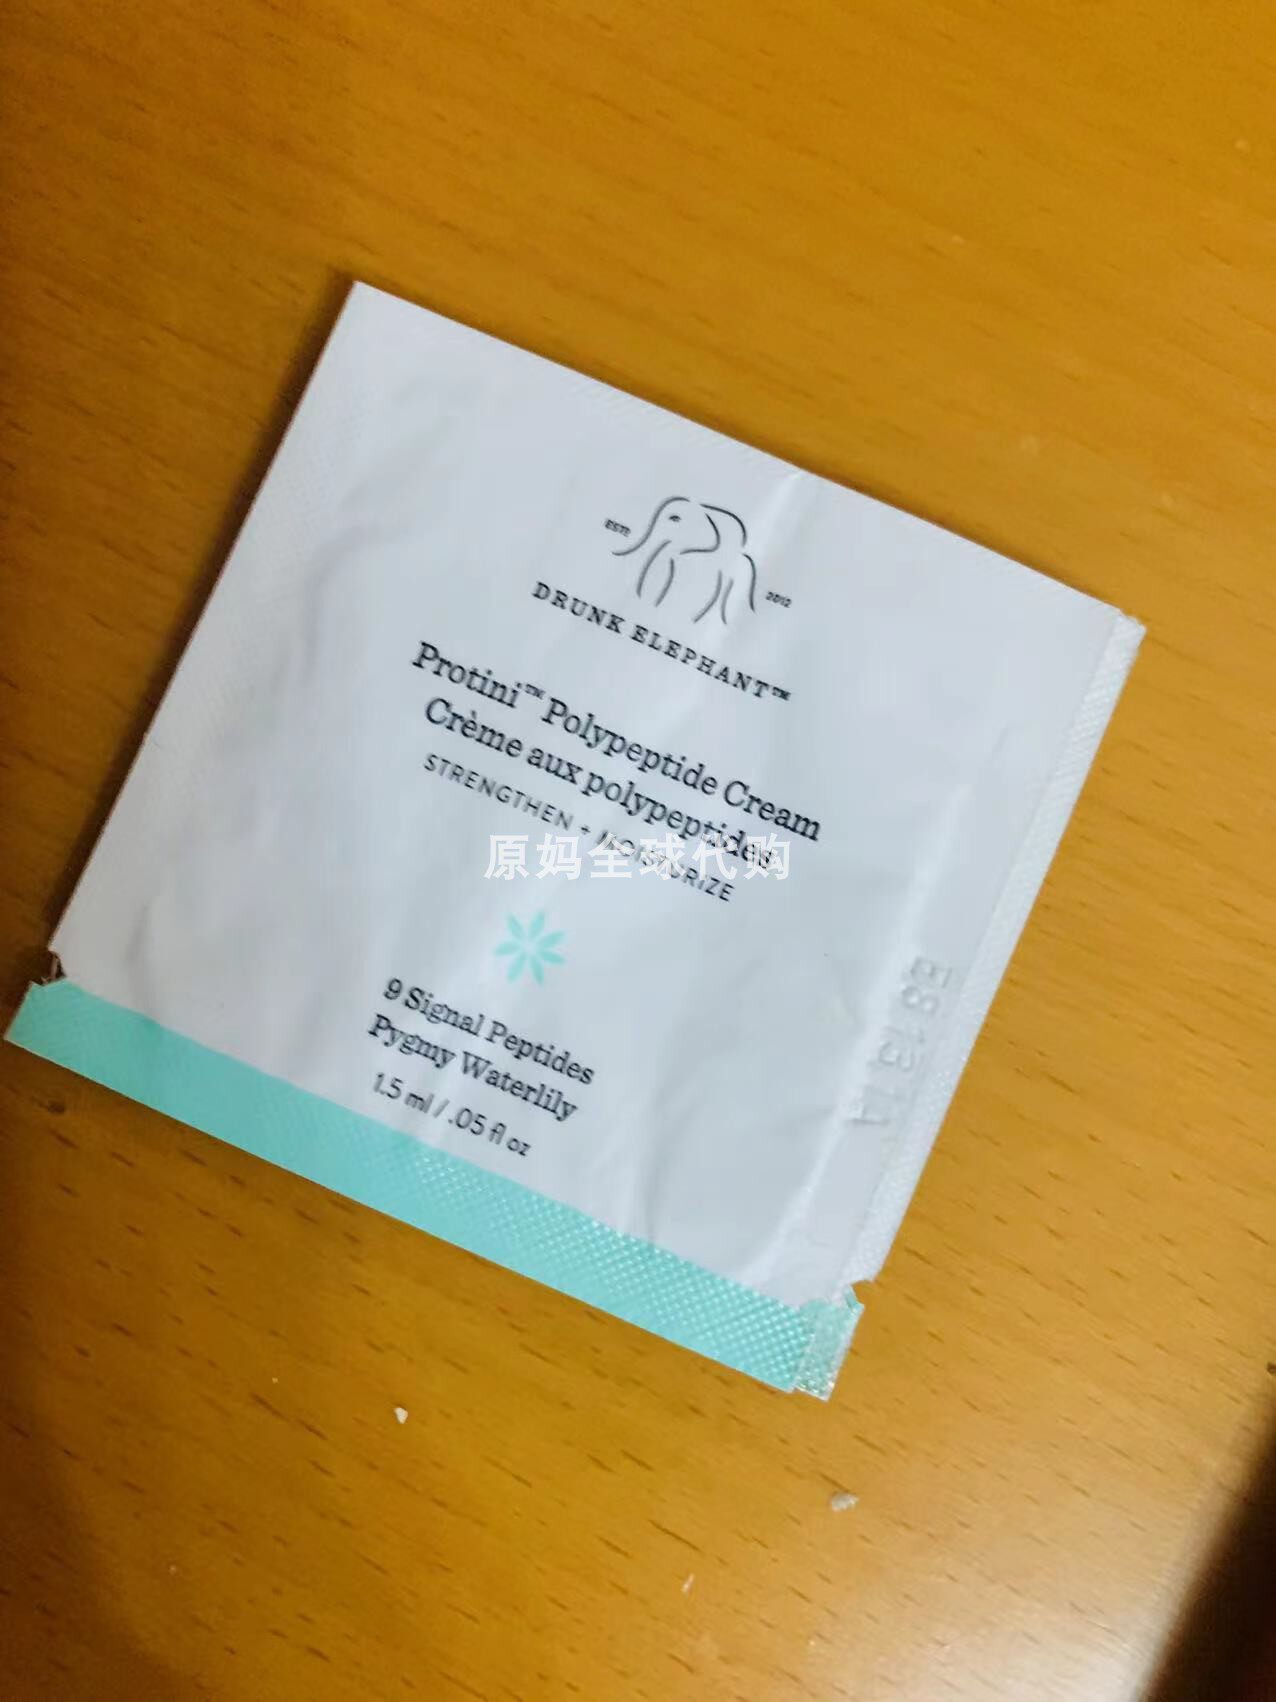 ESTD
2012
DRUNK ELEPHANT™
Protini™ Polypeptide Cream
Crème aux polypeptides
STRENGTHEN + MOISTURIZE
原妈全球代购
9 Signal Peptides
Pygmy Waterlily
1.5 ml / .05 fl oz